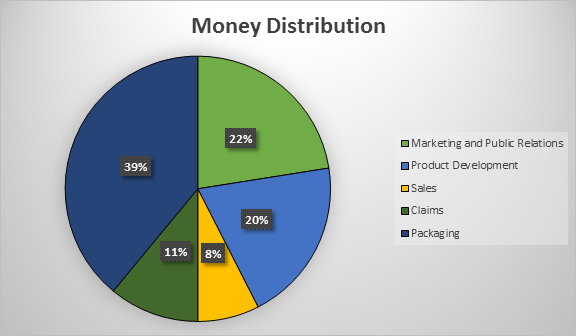 Money Distribution
22%
39%
20%
11%
8%
Marketing and Public Relations
Product Development
Sales
Claims
Packaging